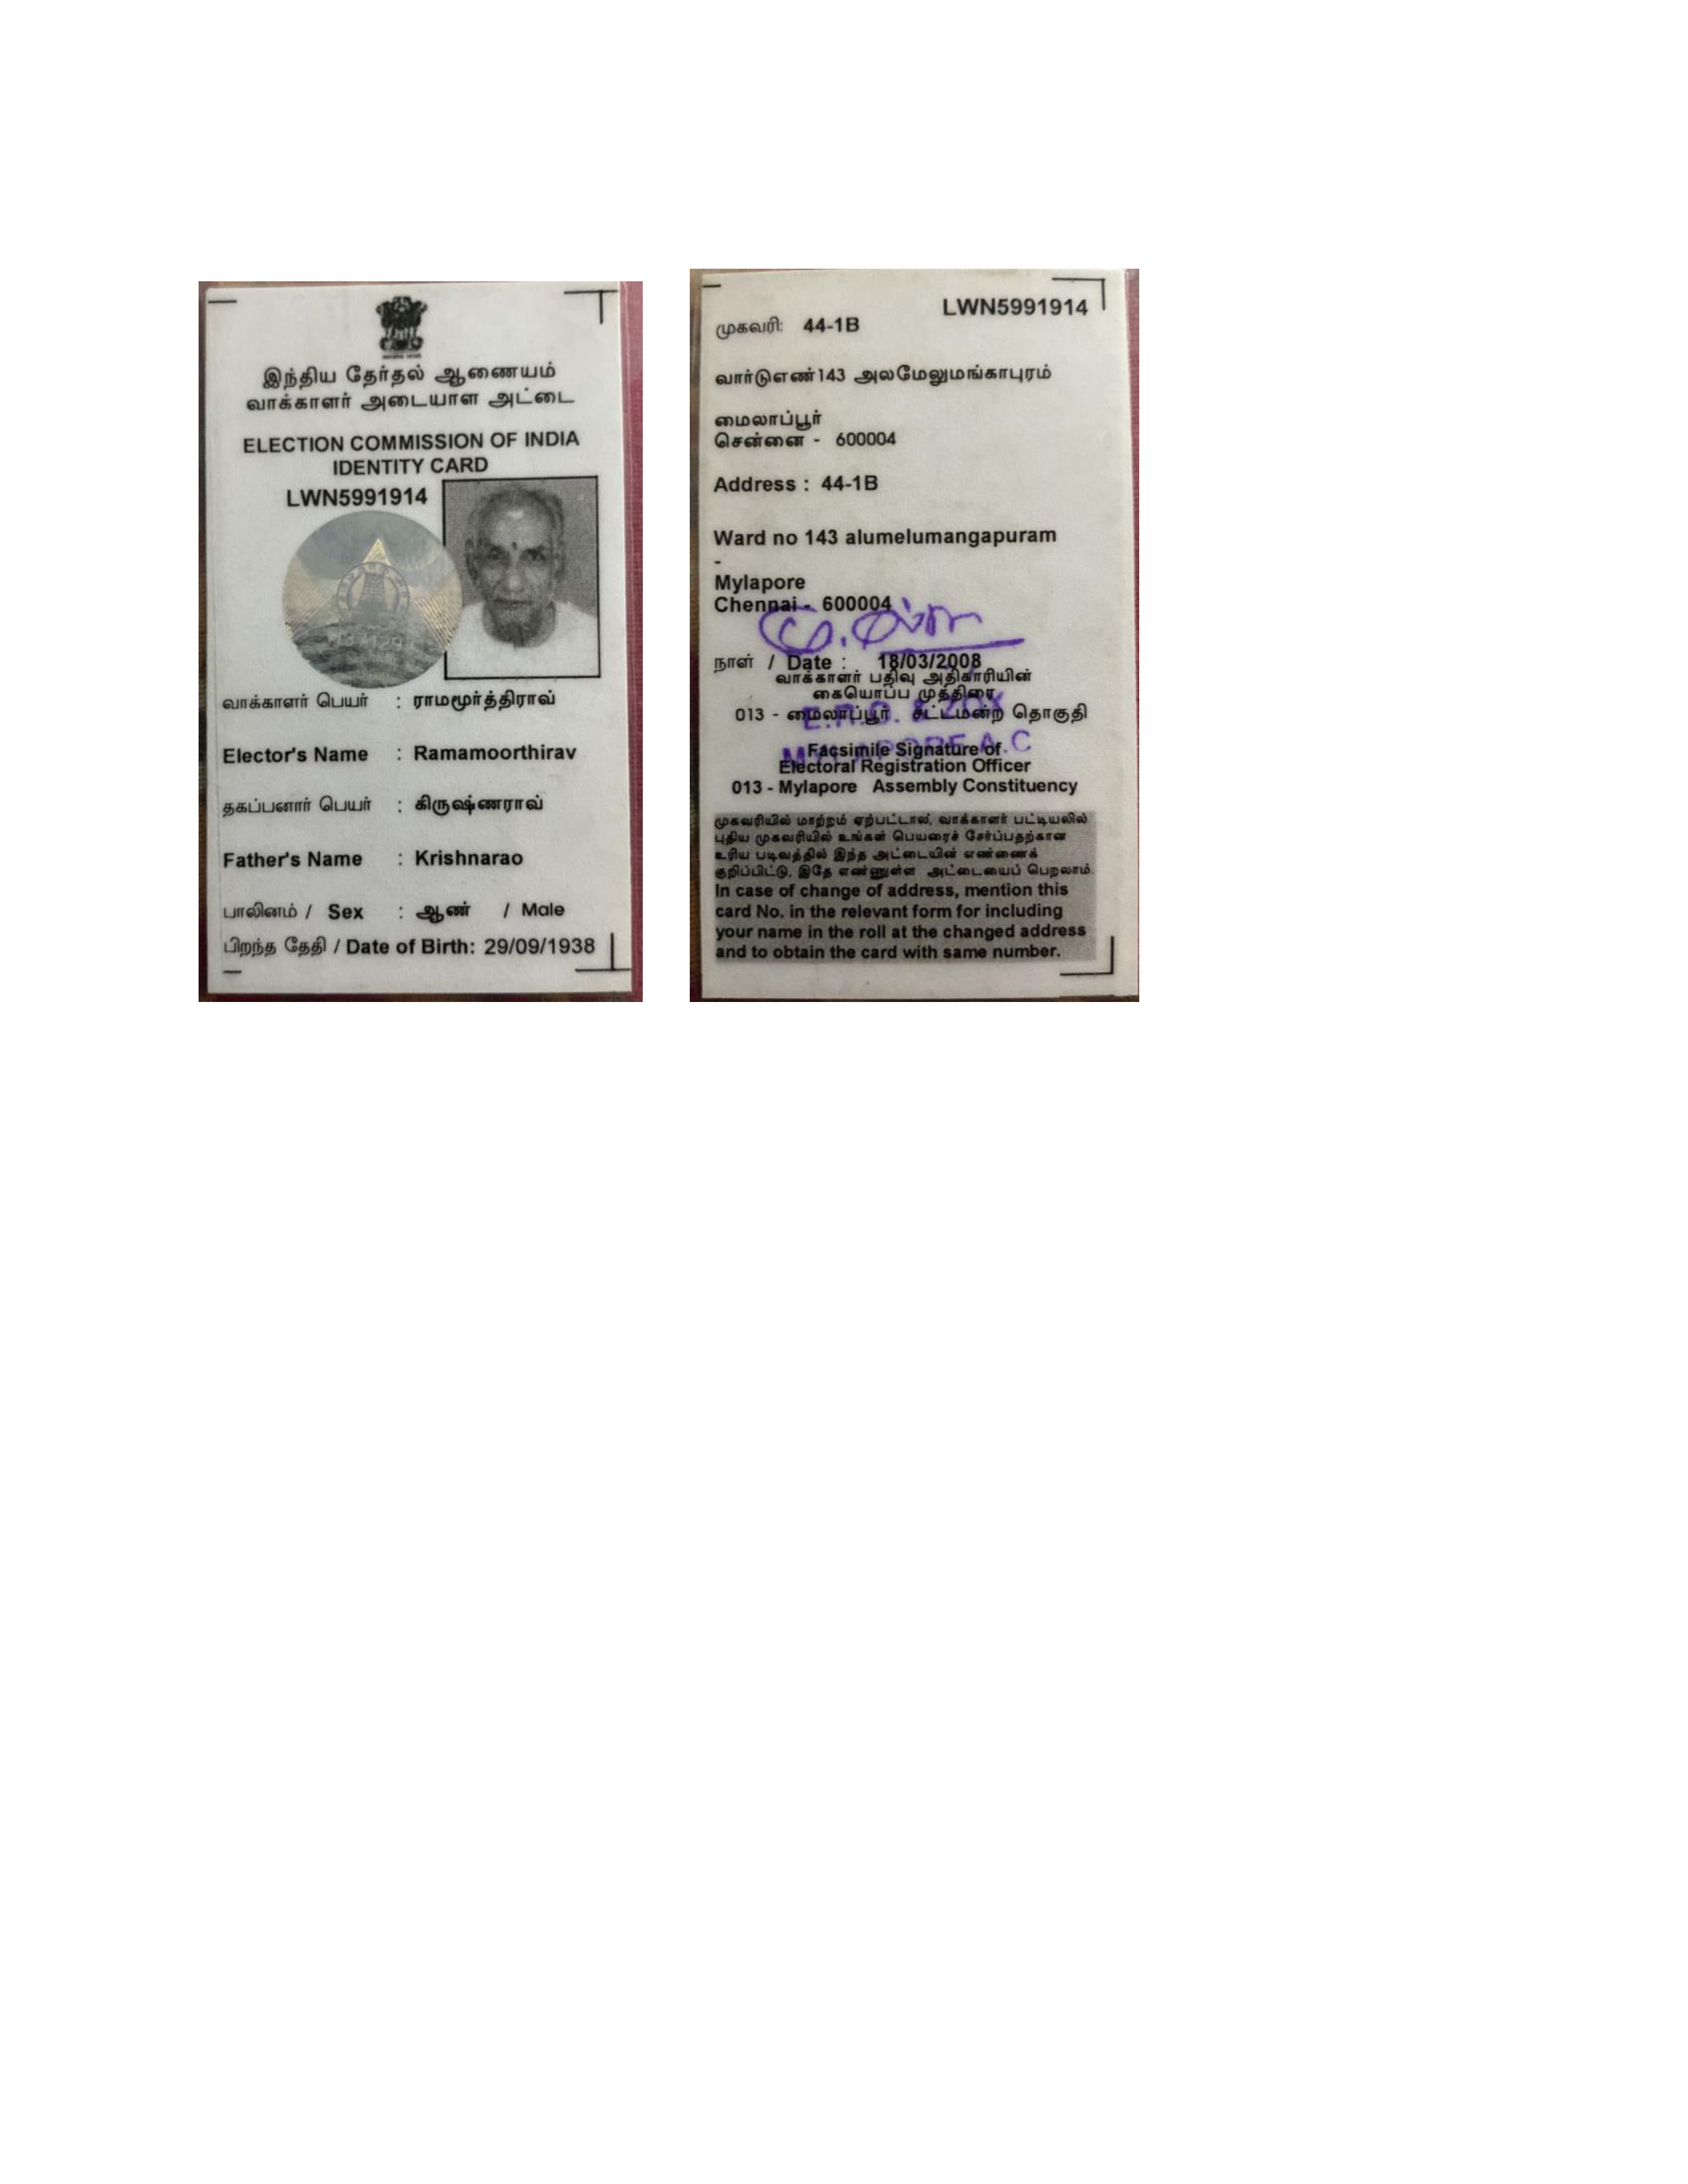 இந்திய தேர்தல் ஆணையம்
வாக்காளர் அடையாள அட்டை
ELECTION COMMISSION OF INDIA
IDENTITY CARD
LWN5991914
வாக்காளர் பெயர் : ராமமூர்த்திராவ்
Elector's Name : Ramamoorthirav
தகப்பனார் பெயர் : கிருஷ்ணராவ்
Father's Name : Krishnarao
பாலினம் / Sex : ஆண் / Male
பிறந்த தேதி / Date of Birth: 29/09/1938
LWN5991914
முகவரி: 44-1B
வார்டுஎண்143 அலமேலுமங்காபுரம்
மைலாப்பூர்
சென்னை - 600004
Address : 44-1B
Ward no 143 alumelumangapuram
-
Mylapore
Chennai - 600004
நாள் / Date : 18/03/2008
வாக்காளர் பதிவு அதிகாரியின்
கையொப்ப முத்திரை
013 - மைலாப்பூர் சட்டமன்ற தொகுதி
Facsimile Signature of
Electoral Registration Officer
MYLAPORE A.C
013 - Mylapore Assembly Constituency
முகவரியில் மாற்றம் ஏற்பட்டால், வாக்காளர் பட்டியலில்
புதிய முகவரியில் உங்கள் பெயரைச் சேர்ப்பதற்கான
உரிய படிவத்தில் இந்த அட்டையின் எண்ணைக்
குறிப்பிட்டு, இதே எண்ணுள்ள அட்டையைப் பெறலாம்.
In case of change of address, mention this
card No. in the relevant form for including
your name in the roll at the changed address
and to obtain the card with same number.